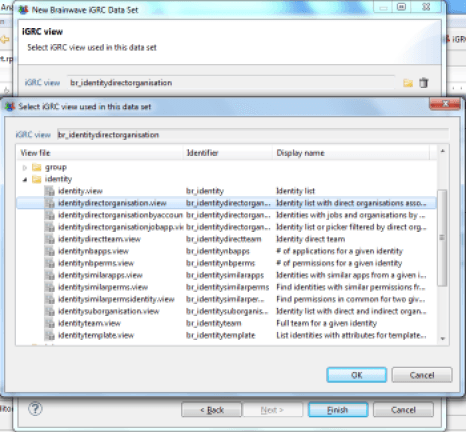 New Brainwave iGRC Data Set
iGRC view
Select iGRC view used in this data set
iGRC view br_identitydirectorganisation
Select iGRC view used in this data set
iGRC view br_identitydirectorganisation
View file Identifier Display name
group
identity
identity.view br_identity Identity list
identitydirectorganisation.view br_identitydirectorgan... Identity list with direct organisations asso...
identitydirectorganisationbyaccoun br_identitydirectorgan... Identities with jobs and organisations by ...
identitydirectorganisationjobapp.vi br_identitydirectorgan... Identity list or picker filtered by direct org...
identitydirectteam.view br_identitydirectteam Identity direct team
identitynbapps.view br_identitynbapps # of applications for a given identity
identitynbperms.view br_identitynbperms # of permissions for a given identity
identitysimilarapps.view br_identitysimilarapps Identities with similar apps from a given i...
identitysimilarperms.view br_identitysimilarperms Find identities with similar permissions fr...
identitysimilarpermsidentity.view br_identitysimilarper... Find permissions in common for two giv...
identitysuborganisation.view br_identitysuborganis... Identity list with direct and indirect organ...
identityteam.view br_identityteam Full team for a given identity
identitytemplate.view br_identitytemplate List identities with attributes for template...
OK Cancel
? < Back Next > Finish Cancel